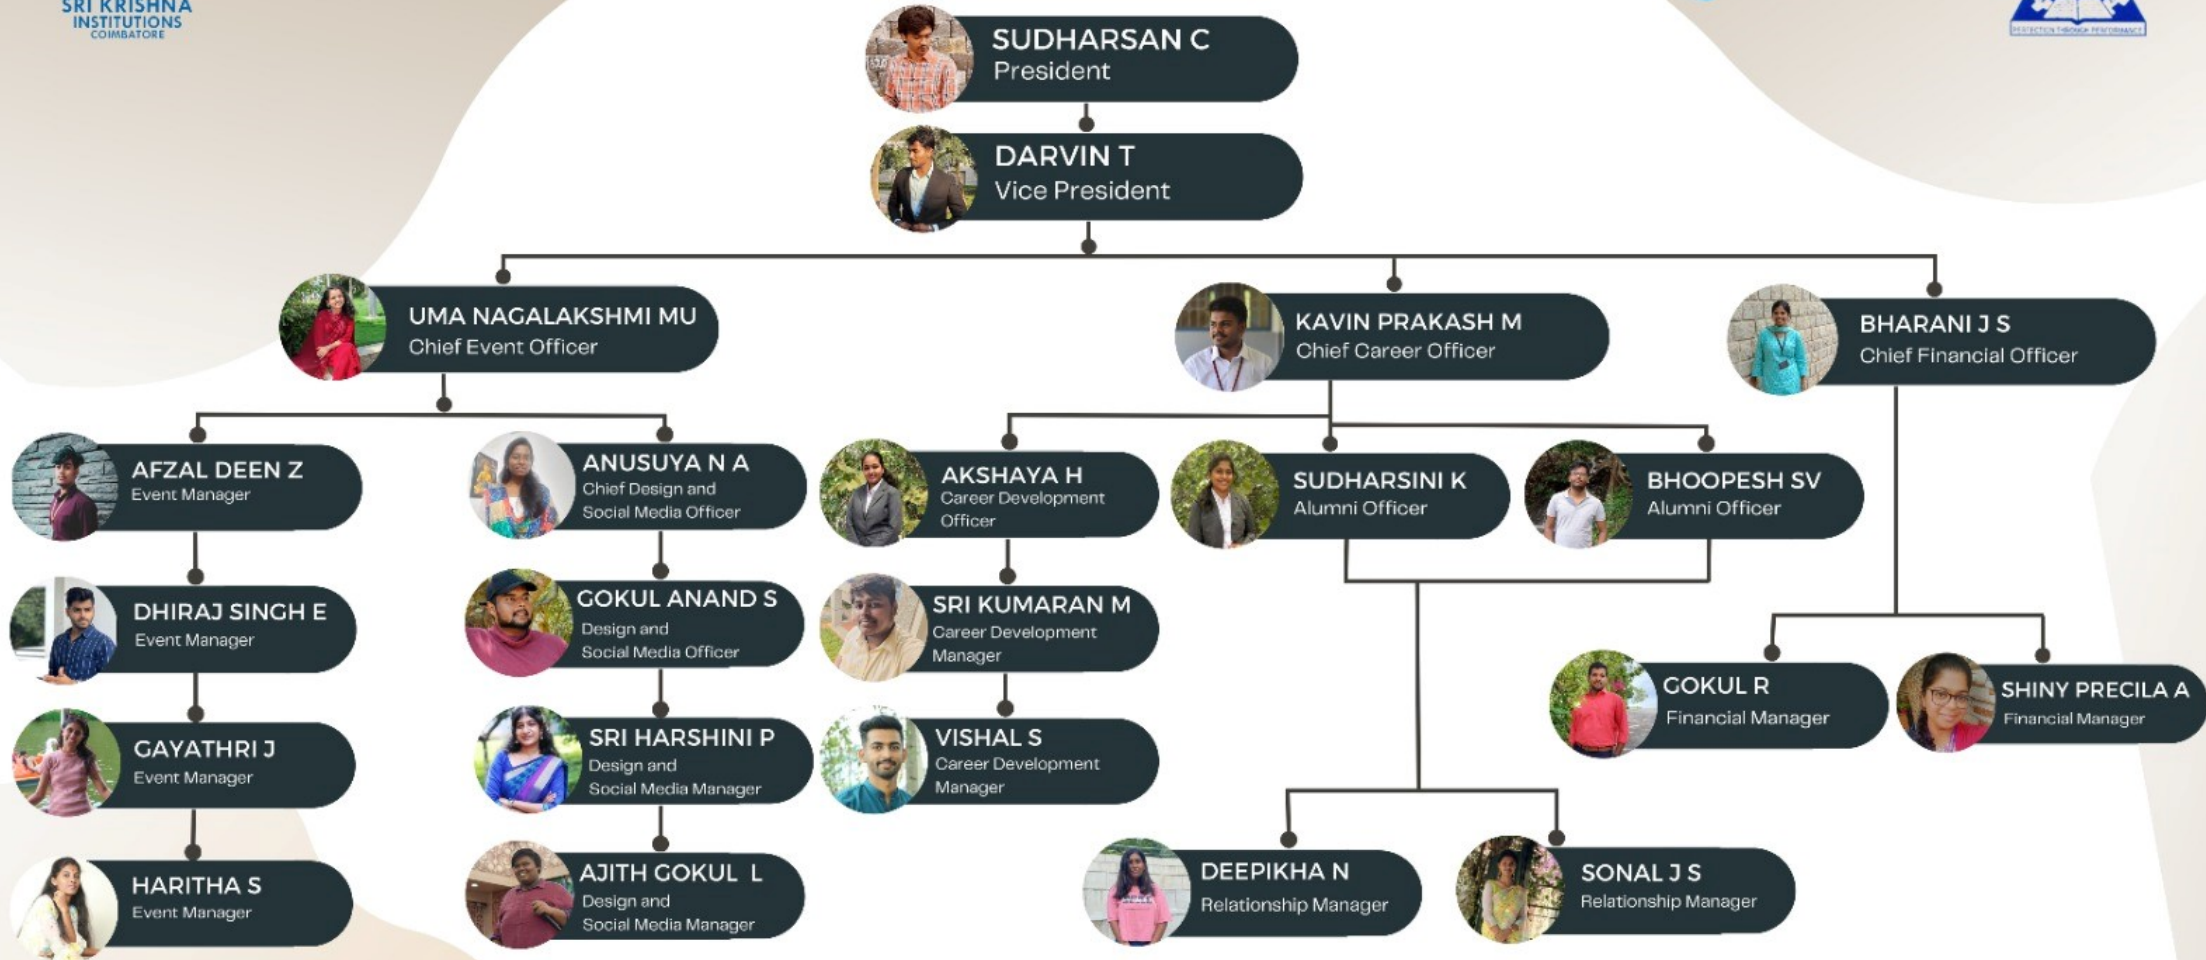 SRI KRISHNA
INSTITUTIONS
COIMBATORE
PERFECTION THROUGH PERFORMANCE
SUDHARSAN C
President
DARVIN T
Vice President
UMA NAGALAKSHMI MU
Chief Event Officer
KAVIN PRAKASH M
Chief Career Officer
BHARANI J S
Chief Financial Officer
AFZAL DEEN Z
Event Manager
ANUSUYA N A
Chief Design and
Social Media Officer
AKSHAYA H
Career Development
Officer
SUDHARSINI K
Alumni Officer
BHOOPESH SV
Alumni Officer
DHIRAJ SINGH E
Event Manager
GOKUL ANAND S
Design and
Social Media Officer
SRI KUMARAN M
Career Development
Manager
GOKUL R
Financial Manager
SHINY PRECILA A
Financial Manager
GAYATHRI J
Event Manager
SRI HARSHINI P
Design and
Social Media Manager
VISHAL S
Career Development
Manager
HARITHA S
Event Manager
AJITH GOKUL L
Design and
Social Media Manager
DEEPIKHA N
Relationship Manager
SONAL J S
Relationship Manager